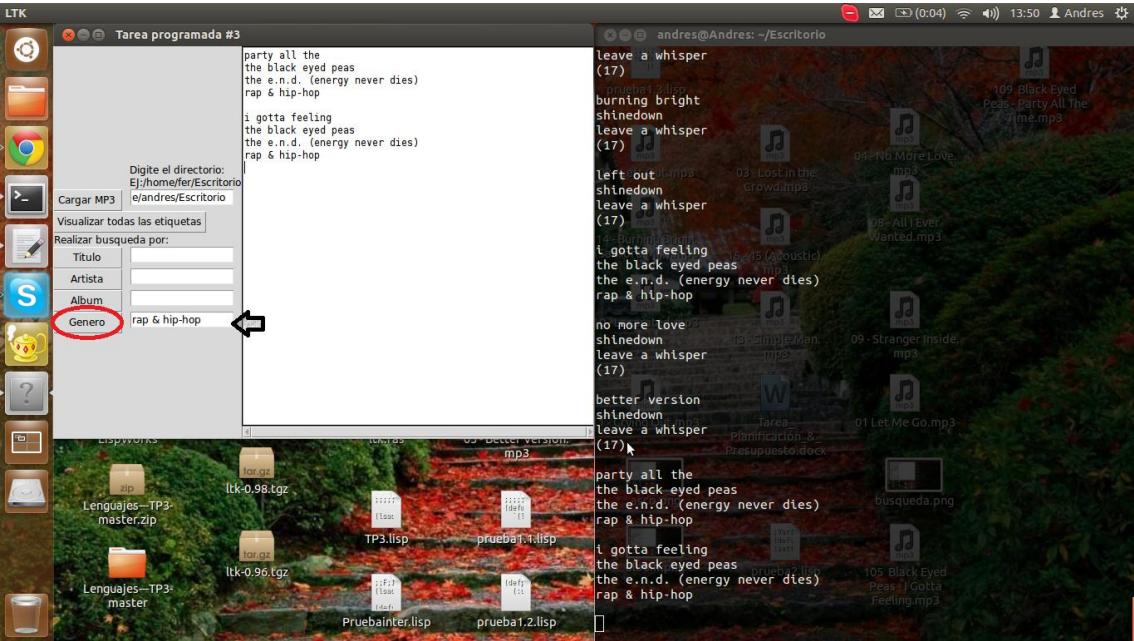 LTK
(0:04)
13:50
Andres
Tarea programada #3
party all the
the black eyed peas
the e.n.d. (energy never dies)
rap & hip-hop
i gotta feeling
the black eyed peas
the e.n.d. (energy never dies)
rap & hip-hop
Digite el directorio:
EJ:/home/fer/Escritorio
Cargar MP3
e/andres/Escritorio
Visualizar todas las etiquetas
Realizar busqueda por:
Titulo
Artista
Album
Genero
rap & hip-hop
andres@Andres: ~/Escritorio
leave a whisper
(17)
burning bright
shinedown
leave a whisper
(17)
left out
shinedown
leave a whisper
(17)
i gotta feeling
the black eyed peas
the e.n.d. (energy never dies)
rap & hip-hop
no more love
shinedown
leave a whisper
(17)
better version
shinedown
leave a whisper
(17)
party all the
the black eyed peas
the e.n.d. (energy never dies)
rap & hip-hop
i gotta feeling
the black eyed peas
the e.n.d. (energy never dies)
rap & hip-hop
109 Black Eyed
Peas - Party All The
Time.mp3
04 - No More Love.
mp3
03 - Lost in the
Crowd.mp3
08 - All I Ever
Wanted.mp3
09 - Stranger Inside.
mp3
01 Let Me Go.mp3
Tarea
Planificación &
Presupuesto.docx
busqueda.png
105 Black Eyed
Peas - I Gotta
Feeling.mp3
mp3
zip
Lenguajes—TP3-
master.zip
tar.gz
ltk-0.98.tgz
TP3.lisp
prueba1.1.lisp
Lenguajes—TP3-
master
tar.gz
ltk-0.96.tgz
Pruebainter.lisp
prueba1.2.lisp